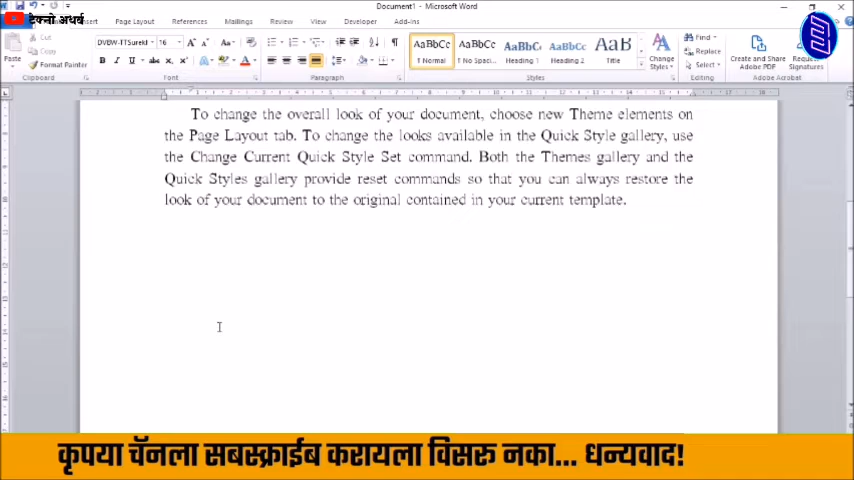 Document1 - Microsoft Word
टेक्नो अथर्व
Page Layout References Mailings Review View Developer Add-Ins
Cut
Copy
Format Painter
Paste
DVBW-TTSurekl 16
AaBbCc AaBbCc AaBbC AaBbCc AaB
¶ Normal ¶ No Spaci... Heading 1 Heading 2 Title
Change Styles
Find
Replace
Select
Create and Share Adobe PDF
Request Signatures
Clipboard Font Paragraph Styles Editing Adobe Acrobat
To change the overall look of your document, choose new Theme elements on
the Page Layout tab. To change the looks available in the Quick Style gallery, use
the Change Current Quick Style Set command. Both the Themes gallery and the
Quick Styles gallery provide reset commands so that you can always restore the
look of your document to the original contained in your current template.
कृपया चॅनला सबस्क्राईब करायला विसरू नका... धन्यवाद!